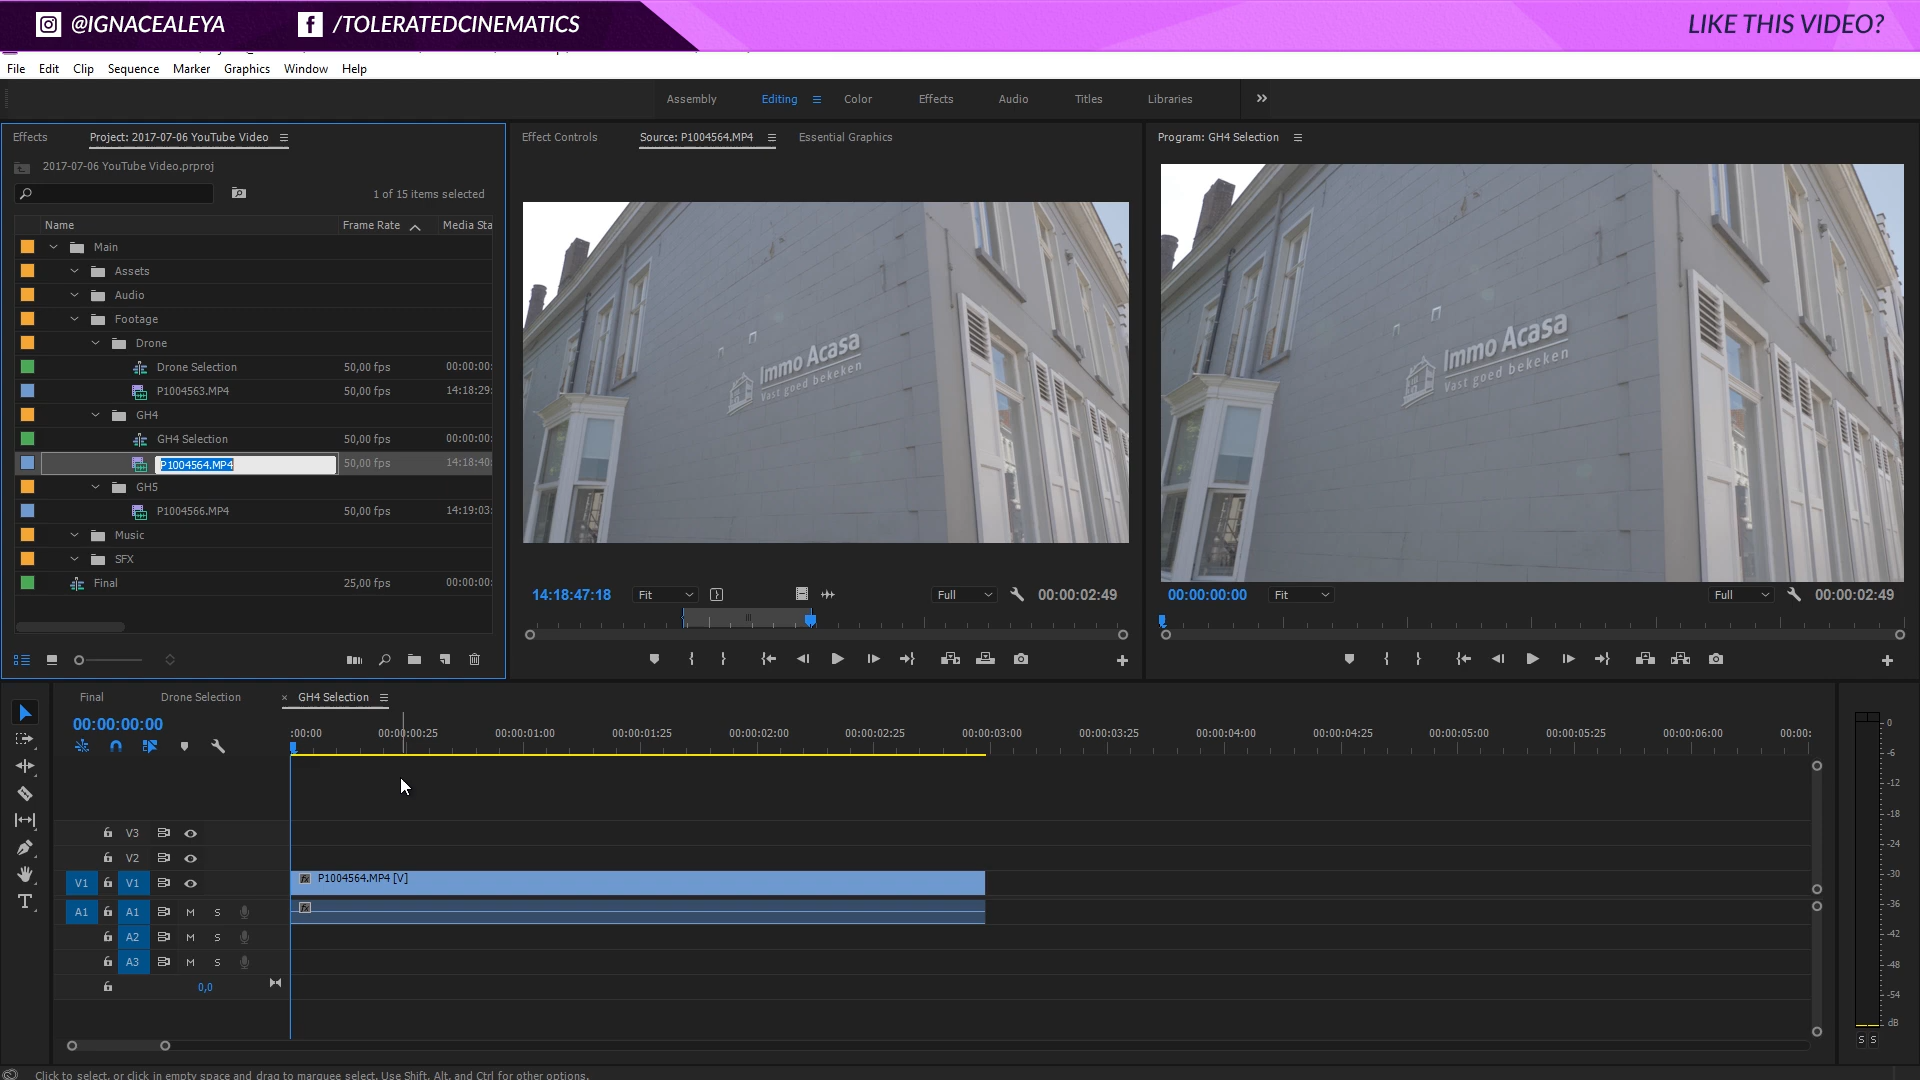 @IGNACEALEYA
/TOLERATEDCINEMATICS
LIKE THIS VIDEO?
File Edit Clip Sequence Marker Graphics Window Help
Assembly Editing Color Effects Audio Titles Libraries
Effects Project: 2017-07-06 YouTube Video
2017-07-06 YouTube Video.prproj
1 of 15 items selected
Name Frame Rate Media Sta
Main
Assets
Audio
Footage
Drone
Drone Selection 50,00 fps 00:00:00:
P1004563.MP4 50,00 fps 14:18:29:
GH4
GH4 Selection 50,00 fps 00:00:00:
P1004564.MP4 50,00 fps 14:18:40:
GH5
P1004566.MP4 50,00 fps 14:19:03:
Music
SFX
Final 25,00 fps 00:00:00:
Effect Controls Source: P1004564.MP4 Essential Graphics
Immo Acasa
Vast goed bekeken
14:18:47:18 Fit Full 00:00:02:49
Program: GH4 Selection
Immo Acasa
Vast goed bekeken
00:00:00:00 Fit Full 00:00:02:49
Final Drone Selection × GH4 Selection
00:00:00:00
:00:00 00:00:00:25 00:00:01:00 00:00:01:25 00:00:02:00 00:00:02:25 00:00:03:00 00:00:03:25 00:00:04:00 00:00:04:25 00:00:05:00 00:00:05:25 00:00:06:00 00:00:
V3
V2
V1 V1 fx P1004564.MP4 [V]
A1 A1 M S fx
A2 M S
A3 M S
0,0
0
-6
-12
-18
-24
-30
-36
-42
-48
-54
dB
S S
Click to select, or click in empty space and drag to marquee select. Use Shift, Alt, and Ctrl for other options.